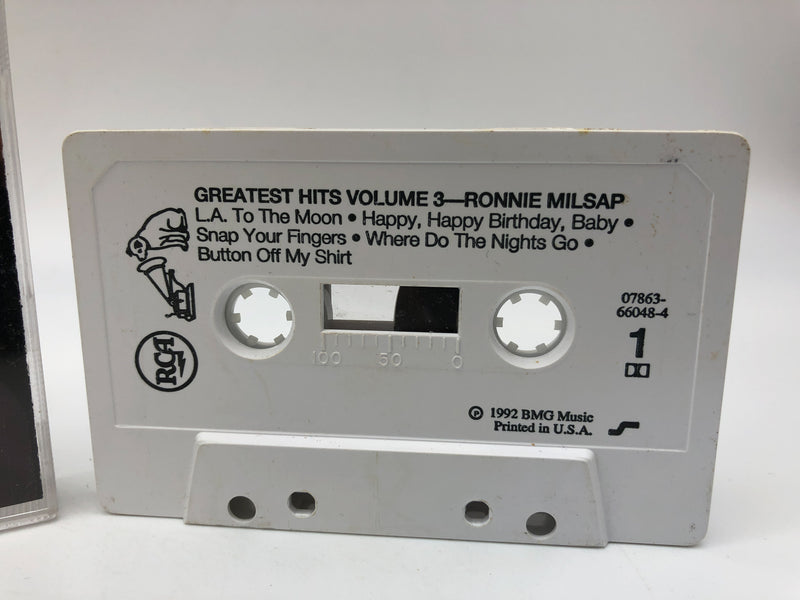 GREATEST HITS VOLUME 3—RONNIE MILSAP
L.A. To The Moon • Happy, Happy Birthday, Baby •
Snap Your Fingers • Where Do The Nights Go •
Button Off My Shirt
07863-
66048-4
1
RCA
100 50 0
℗ 1992 BMG Music
Printed in U.S.A.